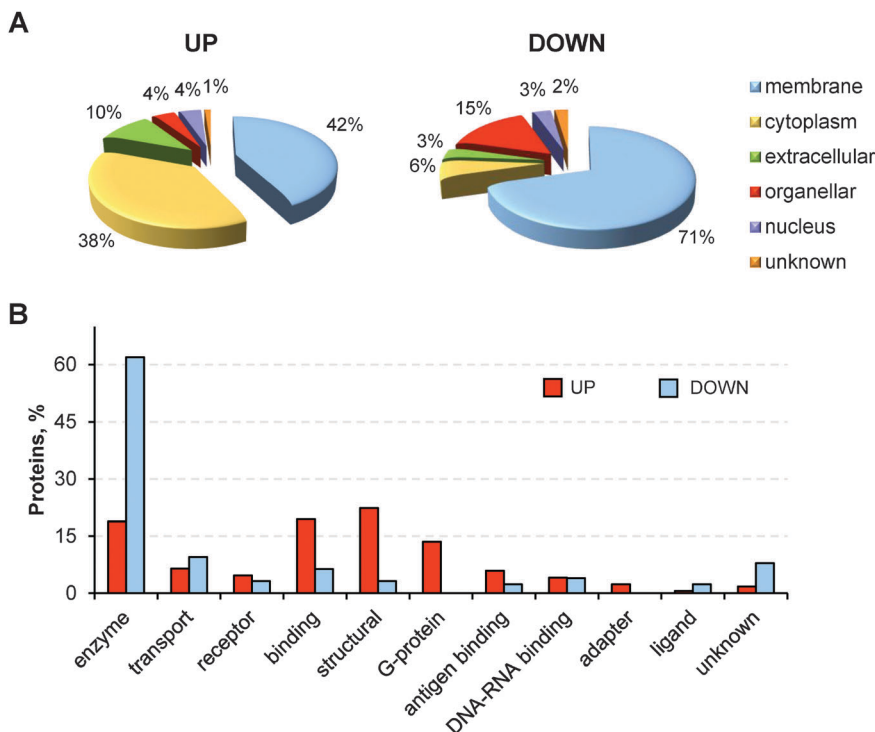 A
UP
DOWN
4% 4% 1%
10%
42%
38%
3% 2%
15%
3%
6%
71%
membrane
cytoplasm
extracellular
organellar
nucleus
unknown
B
Proteins, %
60
45
30
15
0
UP
DOWN
enzyme
transport
receptor
binding
structural
G-protein
antigen binding
DNA-RNA binding
adapter
ligand
unknown